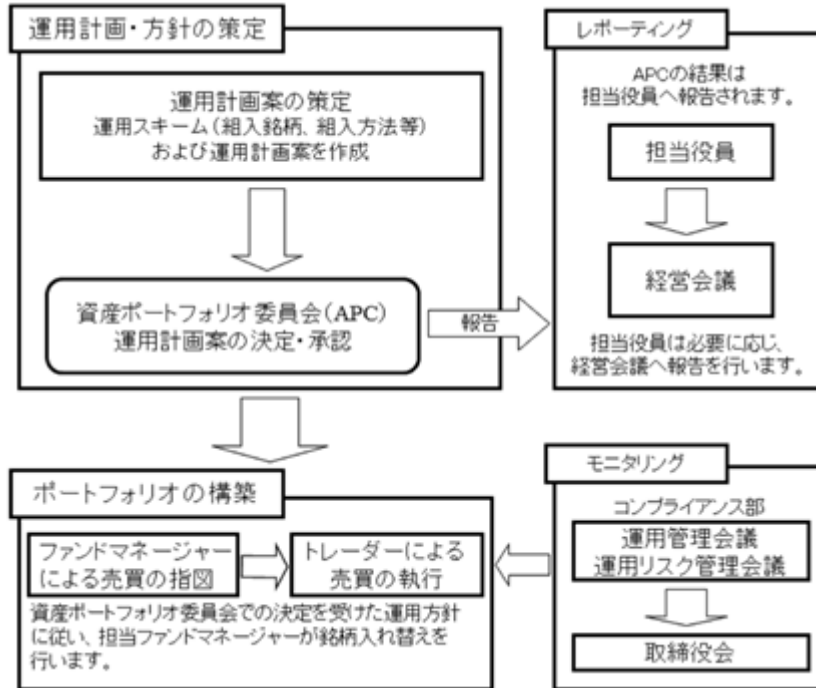 運用計画・方針の策定
運用計画案の策定
運用スキーム(組入銘柄、組入方法等)
および運用計画案を作成
資産ポートフォリオ委員会(APC)
運用計画案の決定・承認
報告
レポーティング
APCの結果は
担当役員へ報告されます。
担当役員
経営会議
担当役員は必要に応じ、
経営会議へ報告を行います。
ポートフォリオの構築
ファンドマネージャー
による売買の指図
トレーダーによる
売買の執行
資産ポートフォリオ委員会での決定を受けた運用方針
に従い、担当ファンドマネージャーが銘柄入れ替えを
行います。
モニタリング
コンプライアンス部
運用管理会議
運用リスク管理会議
取締役会